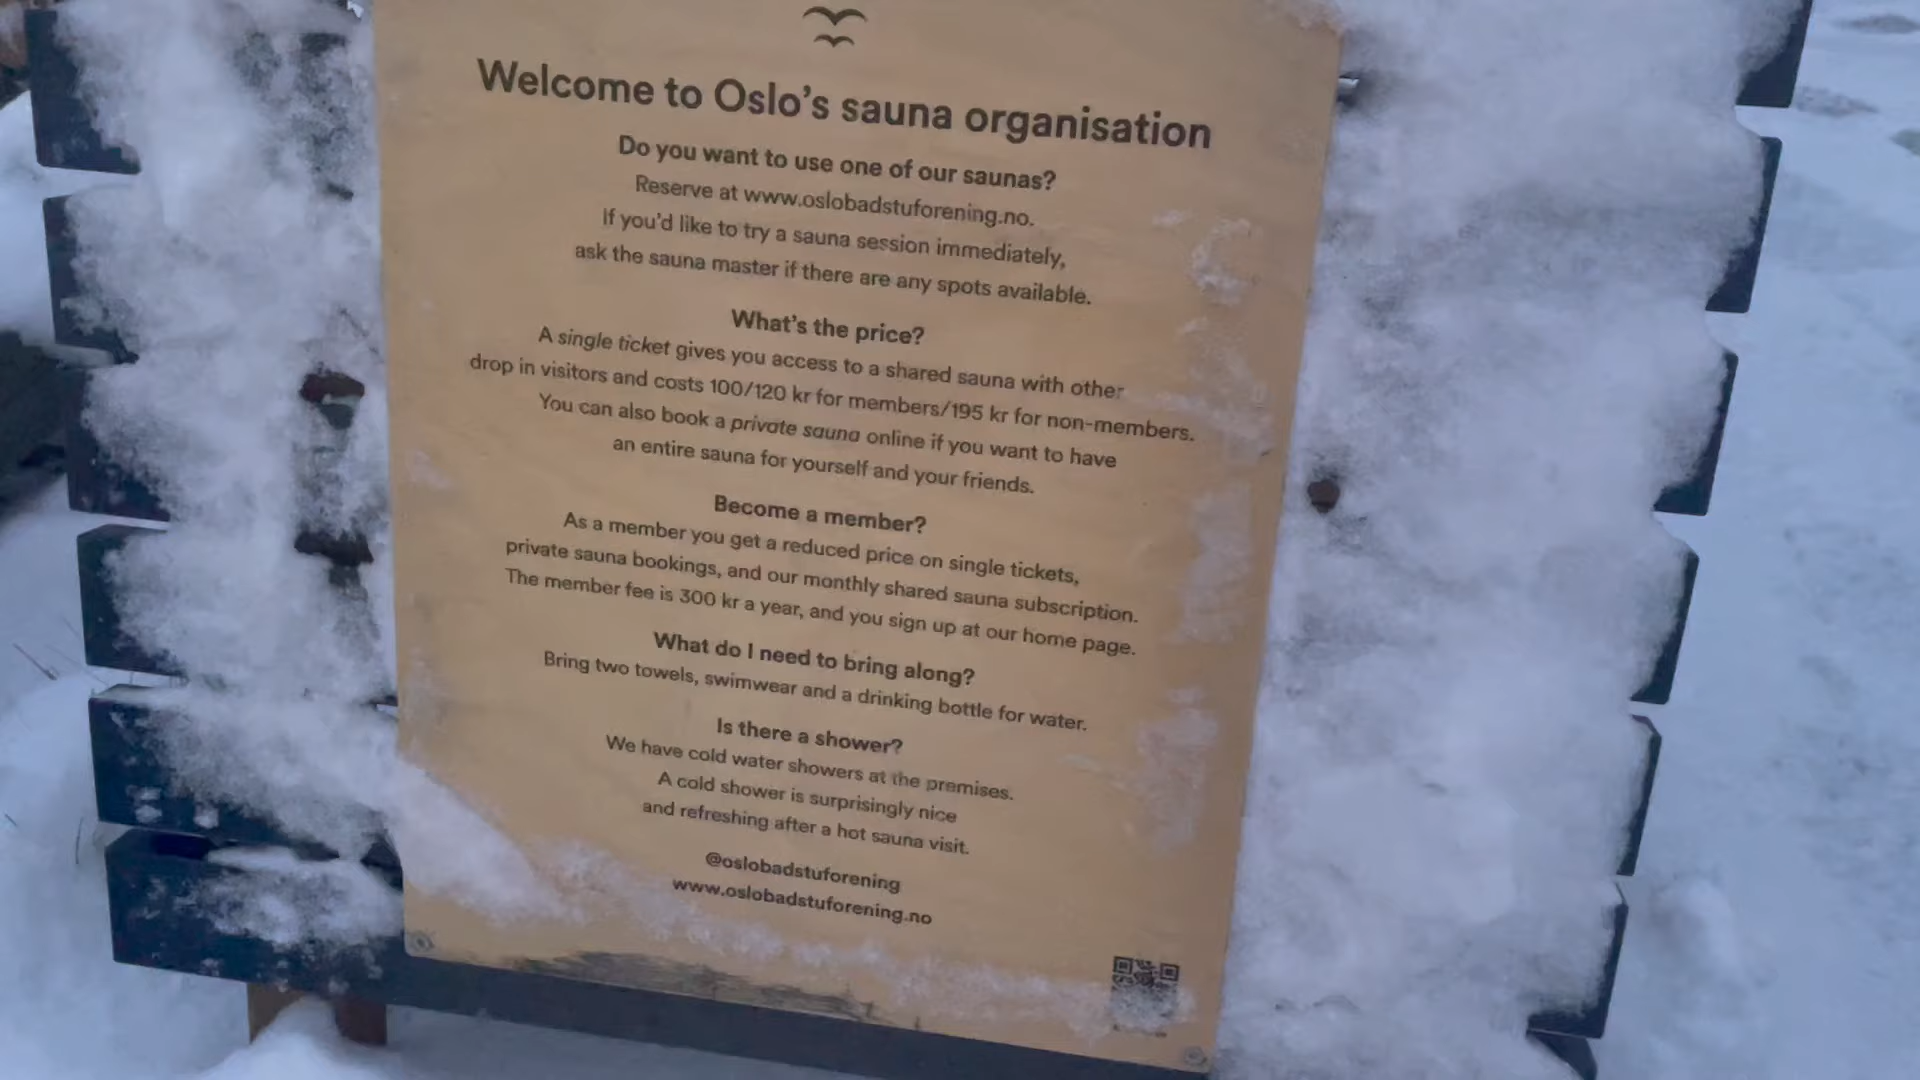 Welcome to Oslo's sauna organisation
Do you want to use one of our saunas?
Reserve at www.oslobadstuforening.no.
If you'd like to try a sauna session immediately,
ask the sauna master if there are any spots available.
What's the price?
A single ticket gives you access to a shared sauna with other
drop in visitors and costs 100/120 kr for members/195 kr for non-members.
You can also book a private sauna online if you want to have
an entire sauna for yourself and your friends.
Become a member?
As a member you get a reduced price on single tickets,
private sauna bookings, and our monthly shared sauna subscription.
The member fee is 300 kr a year, and you sign up at our home page.
What do I need to bring along?
Bring two towels, swimwear and a drinking bottle for water.
Is there a shower?
We have cold water showers at the premises.
A cold shower is surprisingly nice
and refreshing after a hot sauna visit.
@oslobadstuforening
www.oslobadstuforening.no